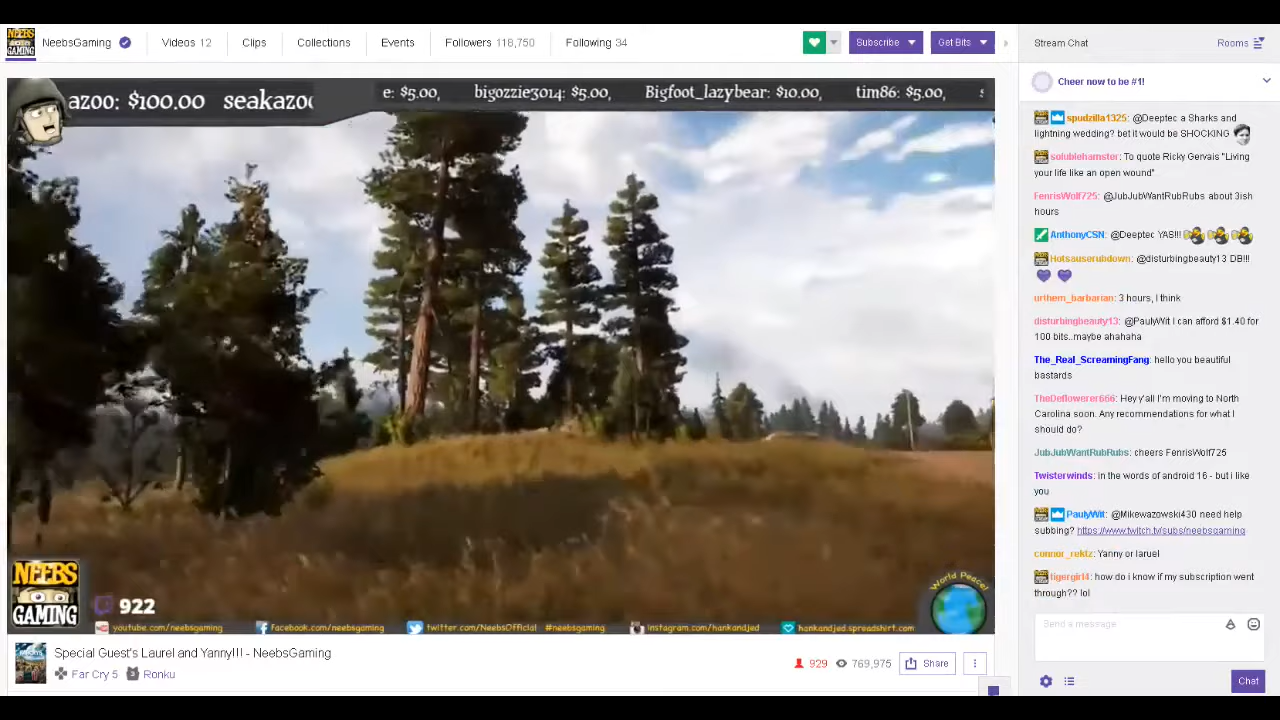 NEEBS GAMING
NeebsGaming
Videos 12
Clips
Collections
Events
Followers 118,750
Following 34
Subscribe
Get Bits
Stream Chat
Rooms
azoo: $100.00 seakazoo
e: $5.00, bigozzie3014: $5.00, Bigfoot_lazybear: $10.00, tim86: $5.00,
Cheer now to be #1!
spudzilla1325: @Deeptec a Sharks and
lightning wedding? bet it would be SHOCKING
solublehamster: To quote Ricky Gervais "Living
your life like an open wound"
FenrisWolf725: @JubJubWantRubRubs about 3ish
hours
AnthonyCSN: @Deeptec YAS!!!
Hotsauserubdown: @disturbingbeauty13 DB!!!
urthem_barbarian: 3 hours, I think
disturbingbeauty13: @PaulyWit I can afford $1.40 for
100 bits..maybe ahahaha
The_Real_ScreamingFang: hello you beautiful
bastards
TheDeflowerer666: Hey y'all I'm moving to North
Carolina soon. Any recommendations for what I
should do?
JubJubWantRubRubs: cheers FenrisWolf725
Twisterwinds: in the words of android 16 - but i like
you
PaulyWit: @Mikewazowski430 need help
subbing? https://www.twitch.tv/subs/neebsgaming
connor_rektz: Yanny or laruel
tigergirl4: how do i know if my subscription went
through?? lol
Send a message
Chat
NEEBS
GAMING
922
World Peace!
youtube.com/neebsgaming
Facebook.com/neebsgaming
twitter.com/NeebsOfficial #neebsgaming
Instagram.com/hankandjed
hankandjed.spreadshirt.com
Special Guest's Laurel and Yanny!!! - NeebsGaming
Far Cry 5
Ronku
929
769,975
Share